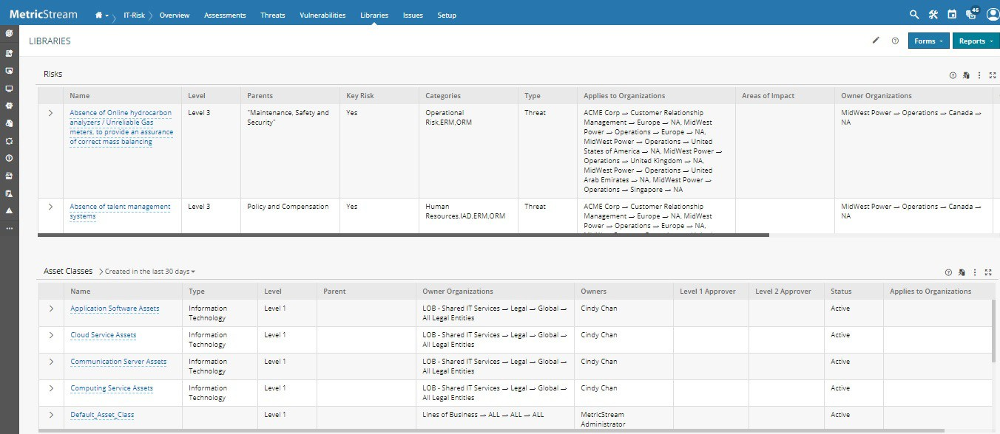 MetricStream IT-Risk Overview Assessments Threats Vulnerabilities Libraries Issues Setup 46
LIBRARIES Forms Reports
Risks
Name Level Parents Key Risk Categories Type Applies to Organizations Areas of Impact Owner Organizations
Absence of Online hydrocarbon
analyzers / Unreliable Gas
meters, to provide an assurance
of correct mass balancing
Level 3
"Maintenance, Safety and
Security"
Yes
Operational
Risk,ERM,ORM
Threat
ACME Corp → Customer Relationship
Management → Europe → NA, MidWest
Power → Operations → Europe → NA,
MidWest Power → Operations → United
States of America → NA, MidWest Power →
Operations → United Kingdom → NA,
MidWest Power → Operations → United
Arab Emirates → NA, MidWest Power →
Operations → Singapore → NA
MidWest Power → Operations → Canada →
NA
Absence of talent management
systems
Level 3
Policy and Compensation
Yes
Human
Resources,IAD,ERM,ORM
Threat
ACME Corp → Customer Relationship
Management → Europe → NA, MidWest
Power → Operations → Europe → NA,
MidWest Power → Operations → Canada →
NA
Asset Classes Created in the last 30 days
Name Type Level Parent Owner Organizations Owners Level 1 Approver Level 2 Approver Status Applies to Organizations
Application Software Assets
Information
Technology
Level 1
LOB - Shared IT Services → Legal → Global →
All Legal Entities
Cindy Chan
Active
Cloud Service Assets
Information
Technology
Level 1
LOB - Shared IT Services → Legal → Global →
All Legal Entities
Cindy Chan
Active
Communication Server Assets
Information
Technology
Level 1
LOB - Shared IT Services → Legal → Global →
All Legal Entities
Cindy Chan
Active
Computing Service Assets
Information
Technology
Level 1
LOB - Shared IT Services → Legal → Global →
All Legal Entities
Cindy Chan
Active
Default_Asset_Class
Level 1
Lines of Business → ALL → ALL → ALL
MetricStream
Administrator
Active